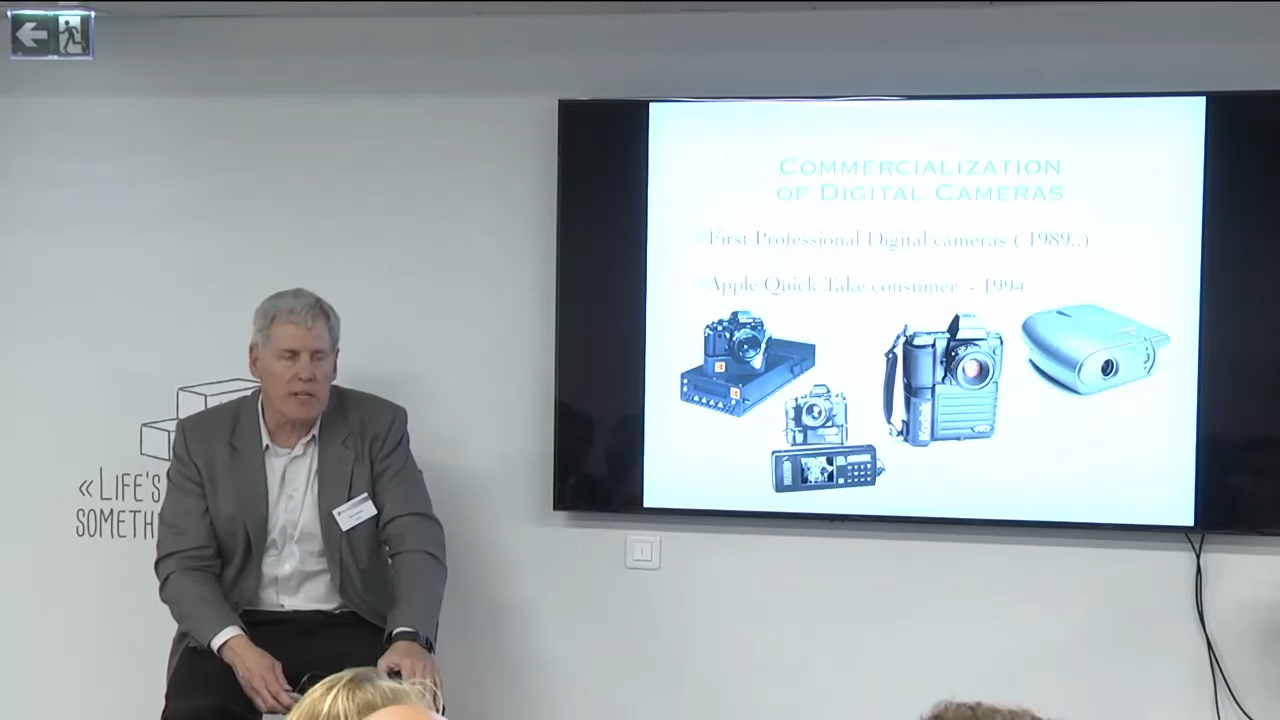 COMMERCIALIZATION
OF DIGITAL CAMERAS
First Professional Digital cameras ( 1989..)
Apple Quick Take consumer - 1994
« LIFE'S
SOMETH